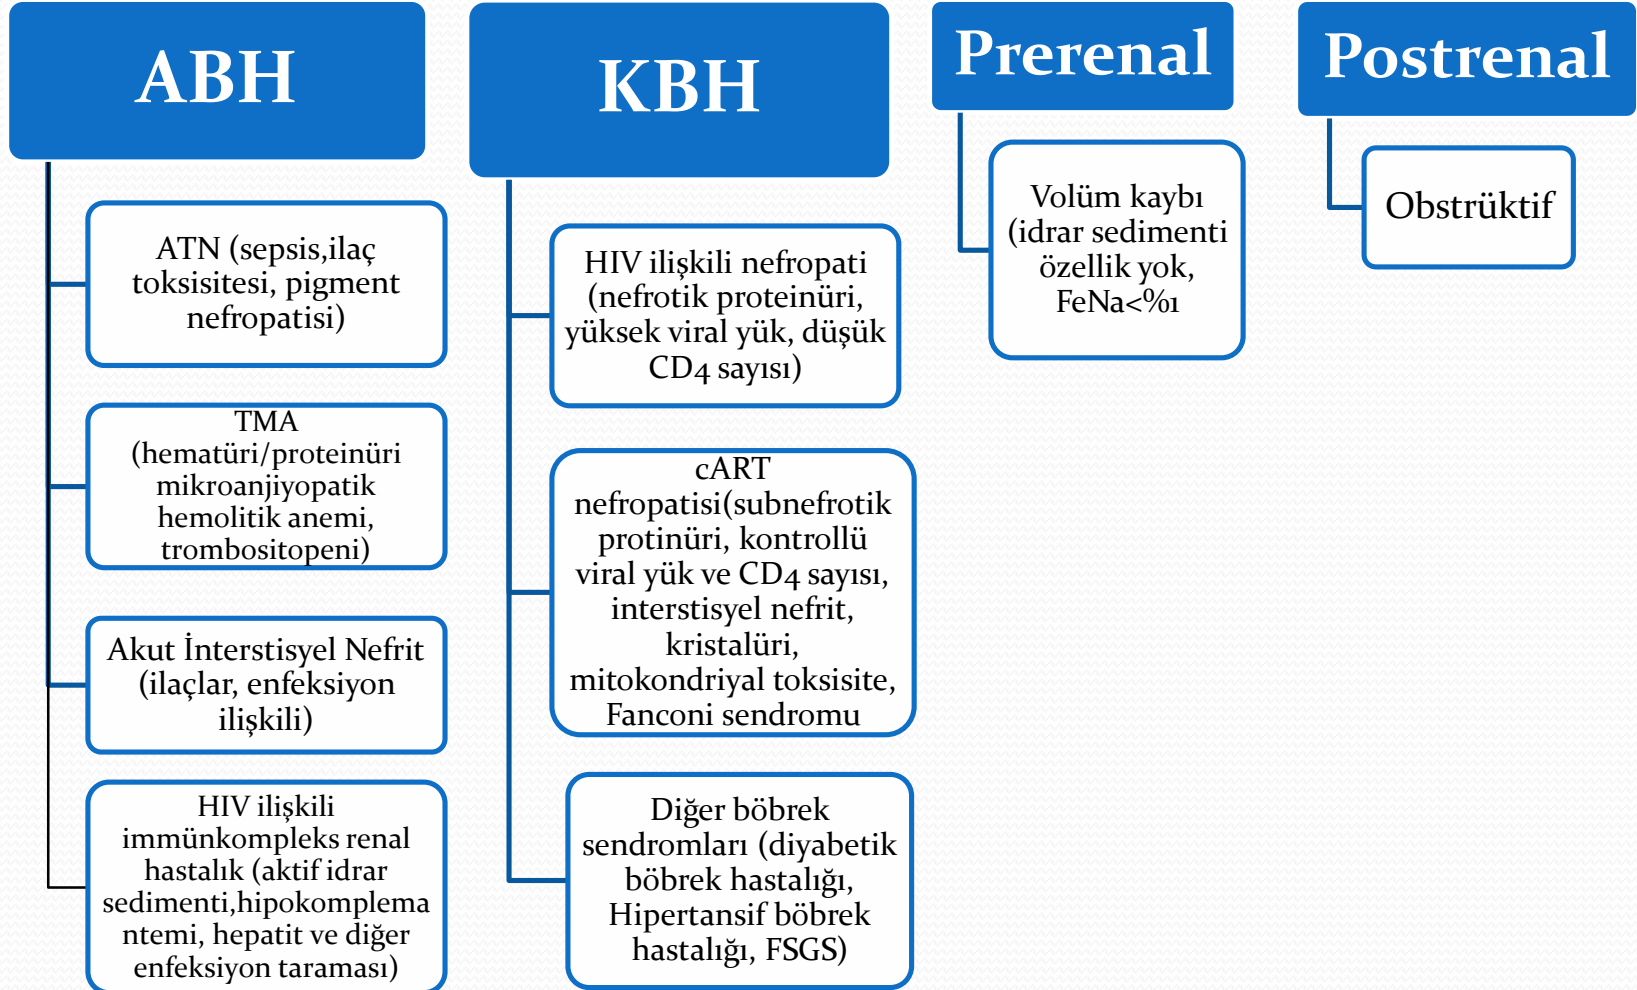 ABH
ATN (sepsis,ilaç
toksisitesi, pigment
nefropatisi)
TMA
(hematüri/proteinüri
mikroanjiyopatik
hemolitik anemi,
trombositopeni)
Akut İnterstisyel Nefrit
(ilaçlar, enfeksiyon
ilişkili)
HIV ilişkili
immünkompleks renal
hastalık (aktif idrar
sedimenti,hipokomplema
ntemi, hepatit ve diğer
enfeksiyon taraması)
KBH
HIV ilişkili nefropati
(nefrotik proteinüri,
yüksek viral yük, düşük
CD4 sayısı)
cART
nefropatisi(subnefrotik
protinüri, kontrollü
viral yük ve CD4 sayısı,
interstisyel nefrit,
kristalüri,
mitokondriyal toksisite,
Fanconi sendromu
Diğer böbrek
sendromları (diyabetik
böbrek hastalığı,
Hipertansif böbrek
hastalığı, FSGS)
Prerenal
Volüm kaybı
(idrar sedimenti
özellik yok,
FeNa<%1
Postrenal
Obstrüktif